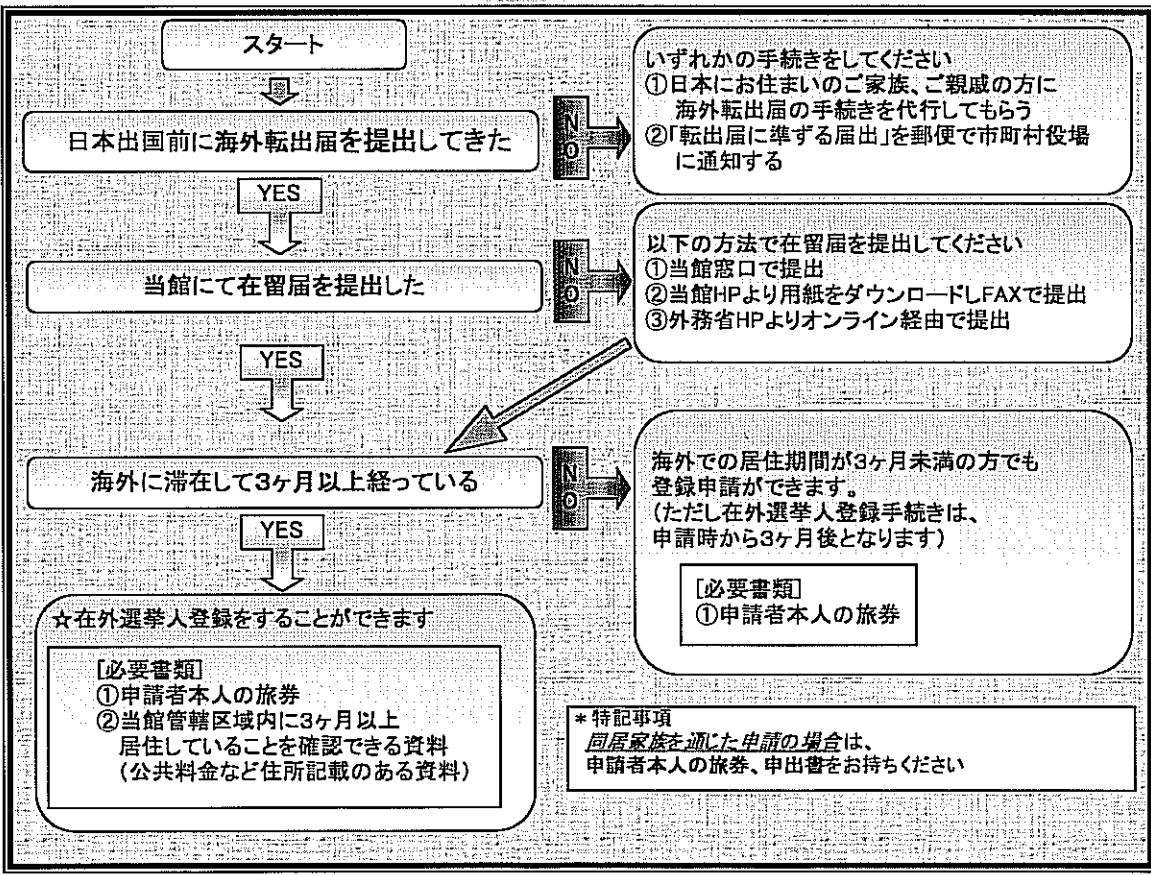 スタート
日本出国前に海外転出届を提出してきた
NO
いずれかの手続きをしてください
①日本にお住まいのご家族、ご親戚の方に
海外転出届の手続きを代行してもらう
②「転出届に準ずる届出」を郵便で市町村役場
に通知する
YES
当館にて在留届を提出した
NO
以下の方法で在留届を提出してください
①当館窓口で提出
②当館HPより用紙をダウンロードしFAXで提出
③外務省HPよりオンライン経由で提出
YES
海外に滞在して3ヶ月以上経っている
NO
海外での居住期間が3ヶ月未満の方でも
登録申請ができます。
(ただし在外選挙人登録手続きは、
申請時から3ヶ月後となります)
[必要書類]
①申請者本人の旅券
YES
☆在外選挙人登録をすることができます
[必要書類]
①申請者本人の旅券
②当館管轄区域内に3ヶ月以上
居住していることを確認できる資料
(公共料金など住所記載のある資料)
*特記事項
同居家族を通じた申請の場合は、
申請者本人の旅券、申出書をお持ちください